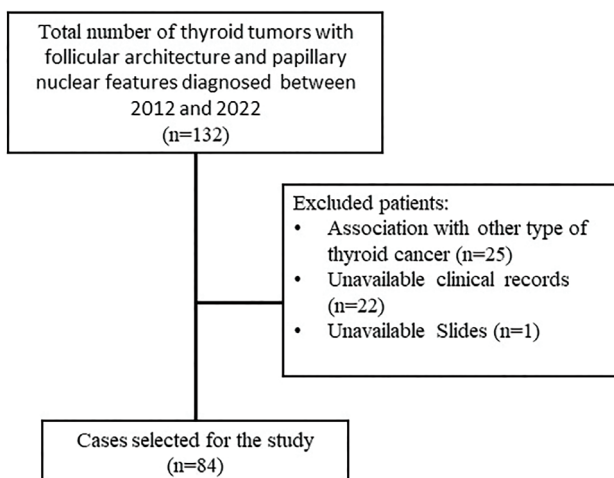 Total number of thyroid tumors with
follicular architecture and papillary
nuclear features diagnosed between
2012 and 2022
(n=132)
Excluded patients:
• Association with other type of
thyroid cancer (n=25)
• Unavailable clinical records
(n=22)
• Unavailable Slides (n=1)
Cases selected for the study
(n=84)